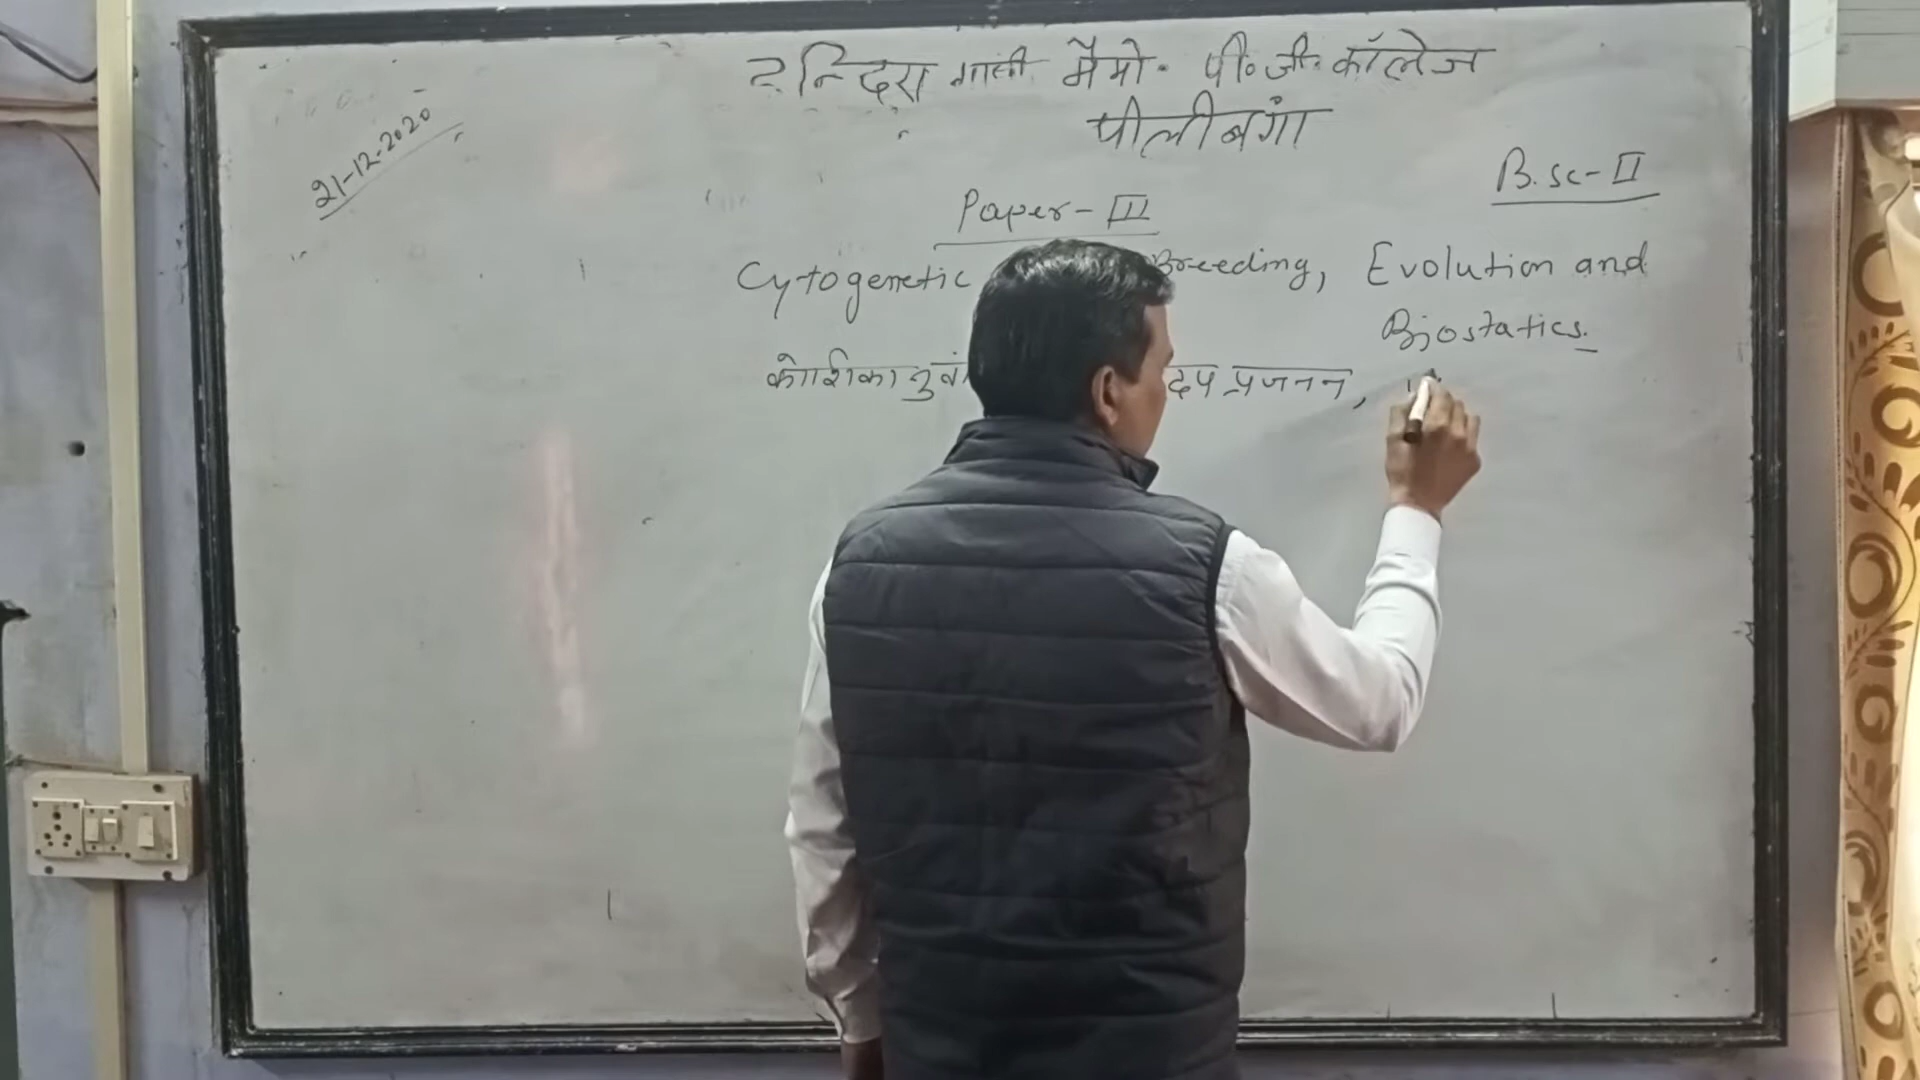 इन्दिरा गांधी मैमो॰ पी॰ जी॰ कॉलेज
पीलीबंगा
21-12-2020
B.sc-II
Paper-III
Cytogenetic Breeding, Evolution and
Biostatics.
प्रजनन,